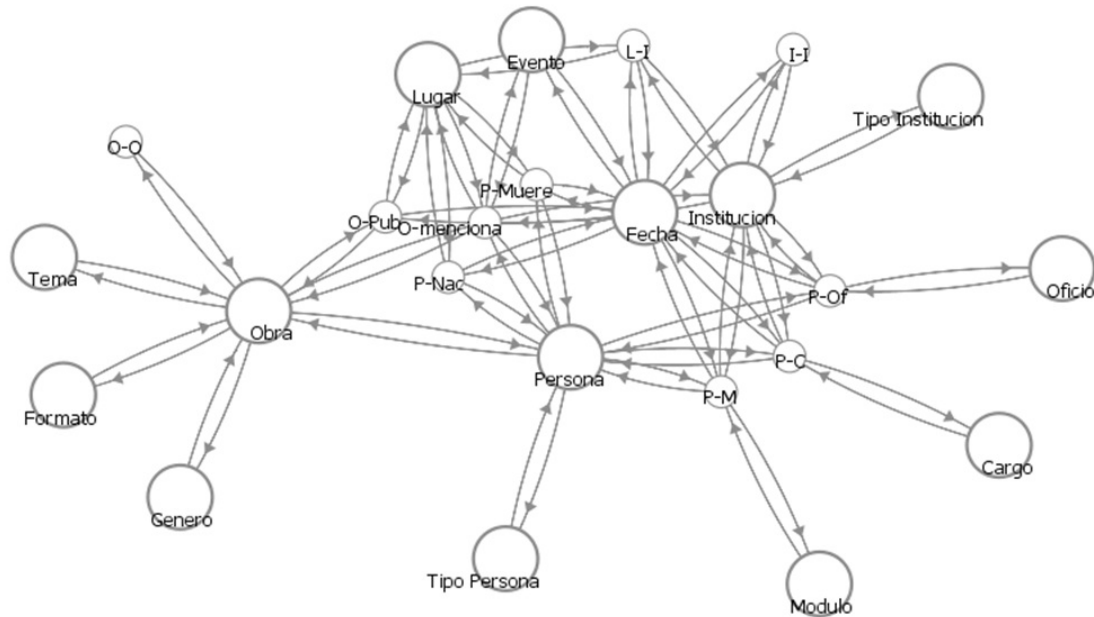 Evento
L-I
I-I
Lugar
Tipo Institucion
O-O
P-Muere
O-Pub
O-menciona
Fecha
Institucion
Tema
P-Nac
P-Of
Oficio
Obra
Persona
P-C
P-M
Formato
Cargo
Genero
Tipo Persona
Modulo